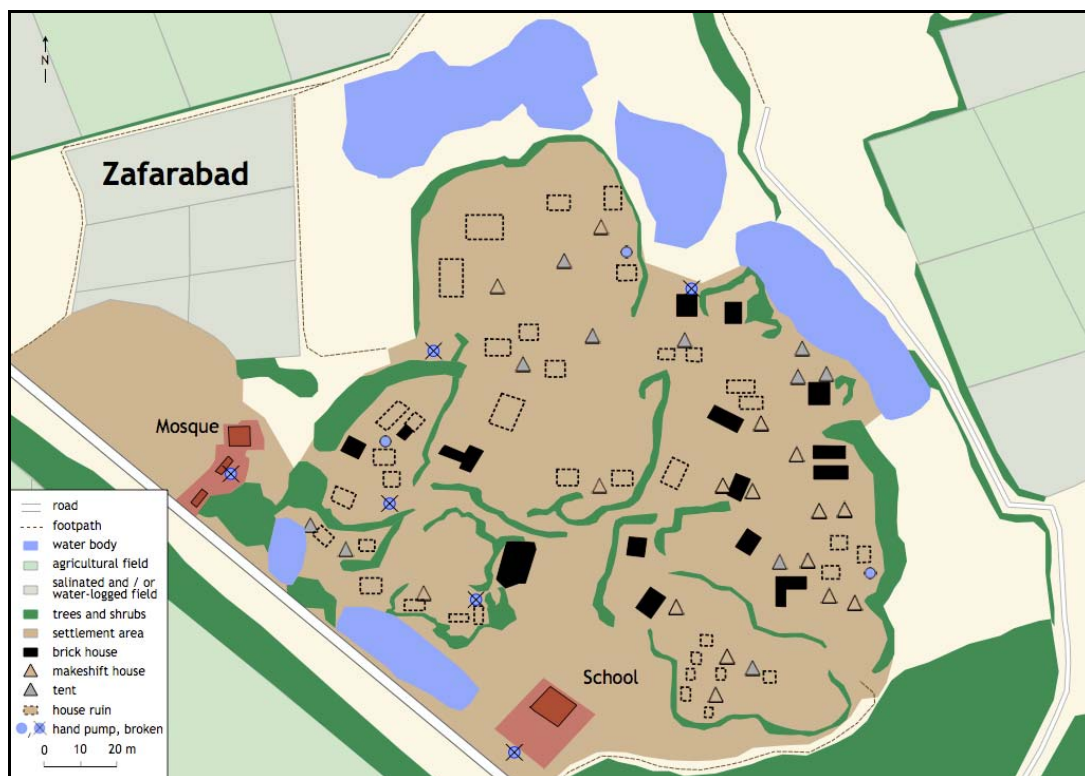 N
Zafarabad
Mosque
School
road
footpath
water body
agricultural field
salinated and / or
water-logged field
trees and shrubs
settlement area
brick house
makeshift house
tent
house ruin
hand pump, broken
0 10 20 m